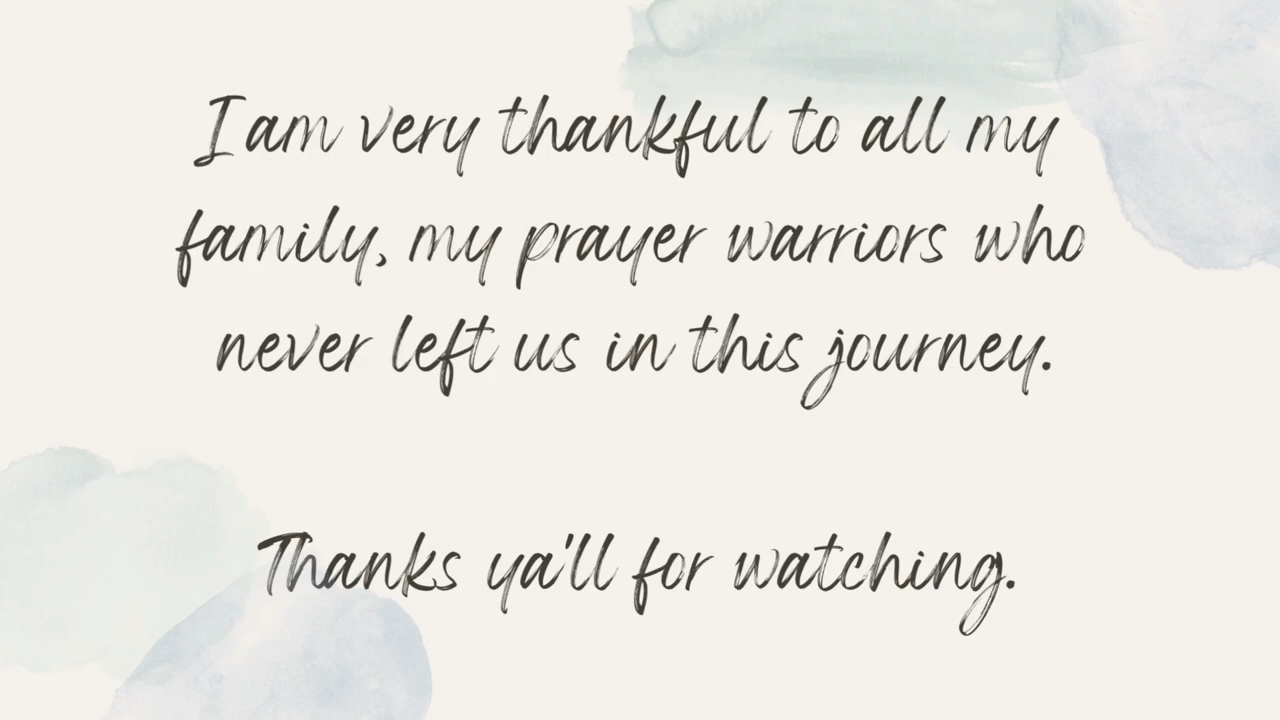 I am very thankful to all my
family, my prayer warriors who
never left us in this journey.
Thanks ya'll for watching.